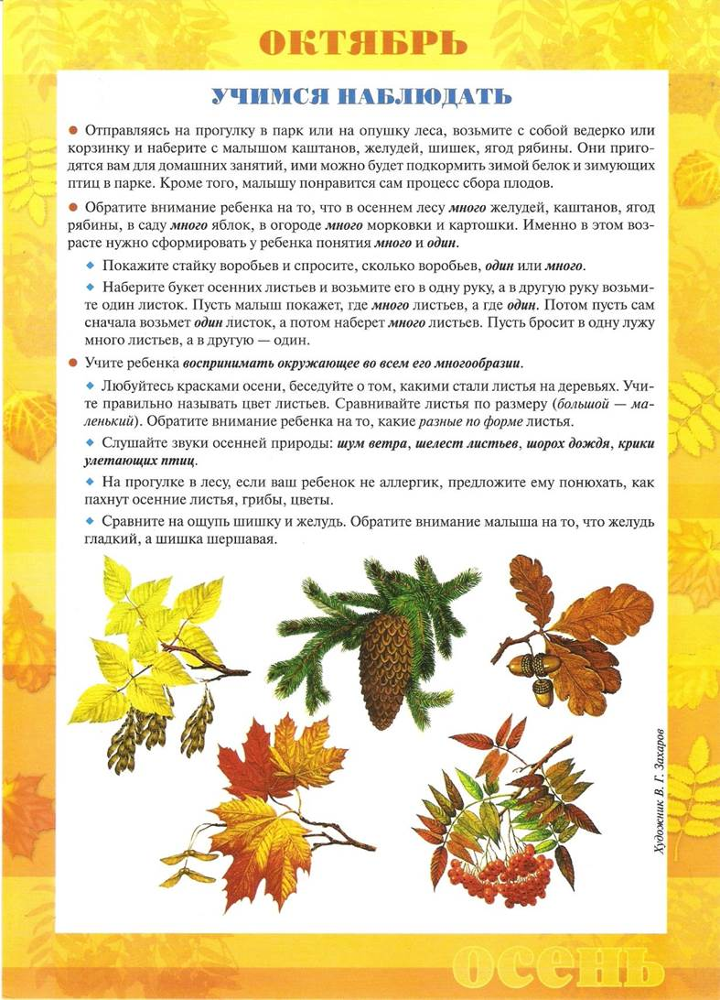 ОКТЯБРЬ
УЧИМСЯ НАБЛЮДАТЬ
● Отправляясь на прогулку в парк или на опушку леса, возьмите с собой ведерко или
корзинку и наберите с малышом каштанов, желудей, шишек, ягод рябины. Они приго-
дятся вам для домашних занятий, ими можно будет подкормить зимой белок и зимующих
птиц в парке. Кроме того, малышу понравится сам процесс сбора плодов.
● Обратите внимание ребенка на то, что в осеннем лесу много желудей, каштанов, ягод
рябины, в саду много яблок, в огороде много морковки и картошки. Именно в этом воз-
расте нужно сформировать у ребенка понятия много и один.
◆ Покажите стайку воробьев и спросите, сколько воробьев, один или много.
◆ Наберите букет осенних листьев и возьмите его в одну руку, а в другую руку возьми-
те один листок. Пусть малыш покажет, где много листьев, а где один. Потом пусть сам
сначала возьмет один листок, а потом наберет много листьев. Пусть бросит в одну лужу
много листьев, а в другую — один.
● Учите ребенка воспринимать окружающее во всем его многообразии.
◆ Любуйтесь красками осени, беседуйте о том, какими стали листья на деревьях. Учи-
те правильно называть цвет листьев. Сравнивайте листья по размеру (большой — ма-
ленький). Обратите внимание ребенка на то, какие разные по форме листья.
◆ Слушайте звуки осенней природы: шум ветра, шелест листьев, шорох дождя, крики
улетающих птиц.
◆ На прогулке в лесу, если ваш ребенок не аллергик, предложите ему понюхать, как
пахнут осенние листья, грибы, цветы.
◆ Сравните на ощупь шишку и желудь. Обратите внимание малыша на то, что желудь
гладкий, а шишка шершавая.
Художник В. Г. Захаров
осень